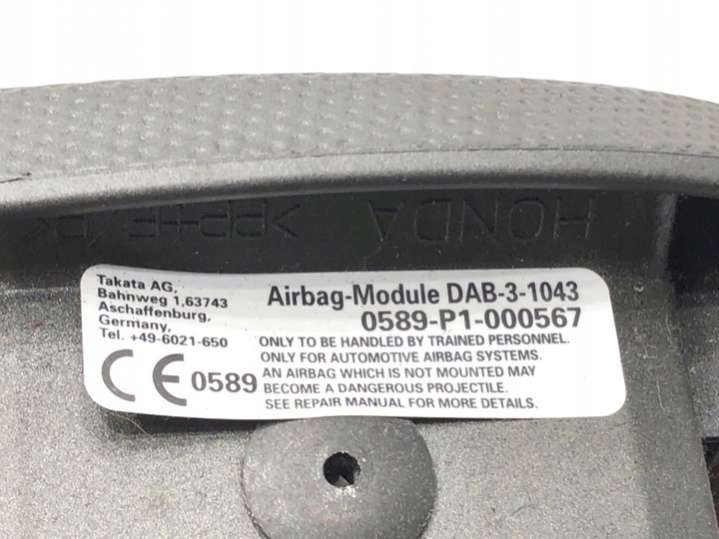 HONDA
Takata AG,
Bahnweg 1,63743
Aschaffenburg,
Germany,
Tel. +49-6021-650
CE 0589
Airbag-Module DAB-3-1043
0589-P1-000567
ONLY TO BE HANDLED BY TRAINED PERSONNEL.
ONLY FOR AUTOMOTIVE AIRBAG SYSTEMS.
AN AIRBAG WHICH IS NOT MOUNTED MAY
BECOME A DANGEROUS PROJECTILE.
SEE REPAIR MANUAL FOR MORE DETAILS.